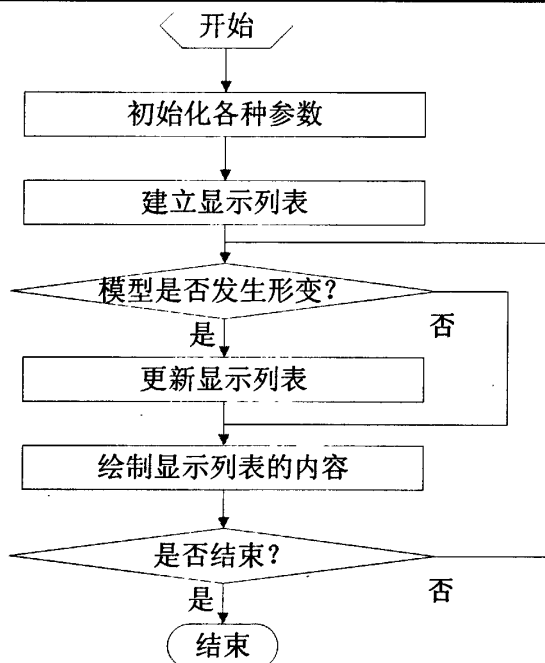 开始
初始化各种参数
建立显示列表
模型是否发生形变?
否
是
更新显示列表
绘制显示列表的内容
是否结束?
否
是
结束